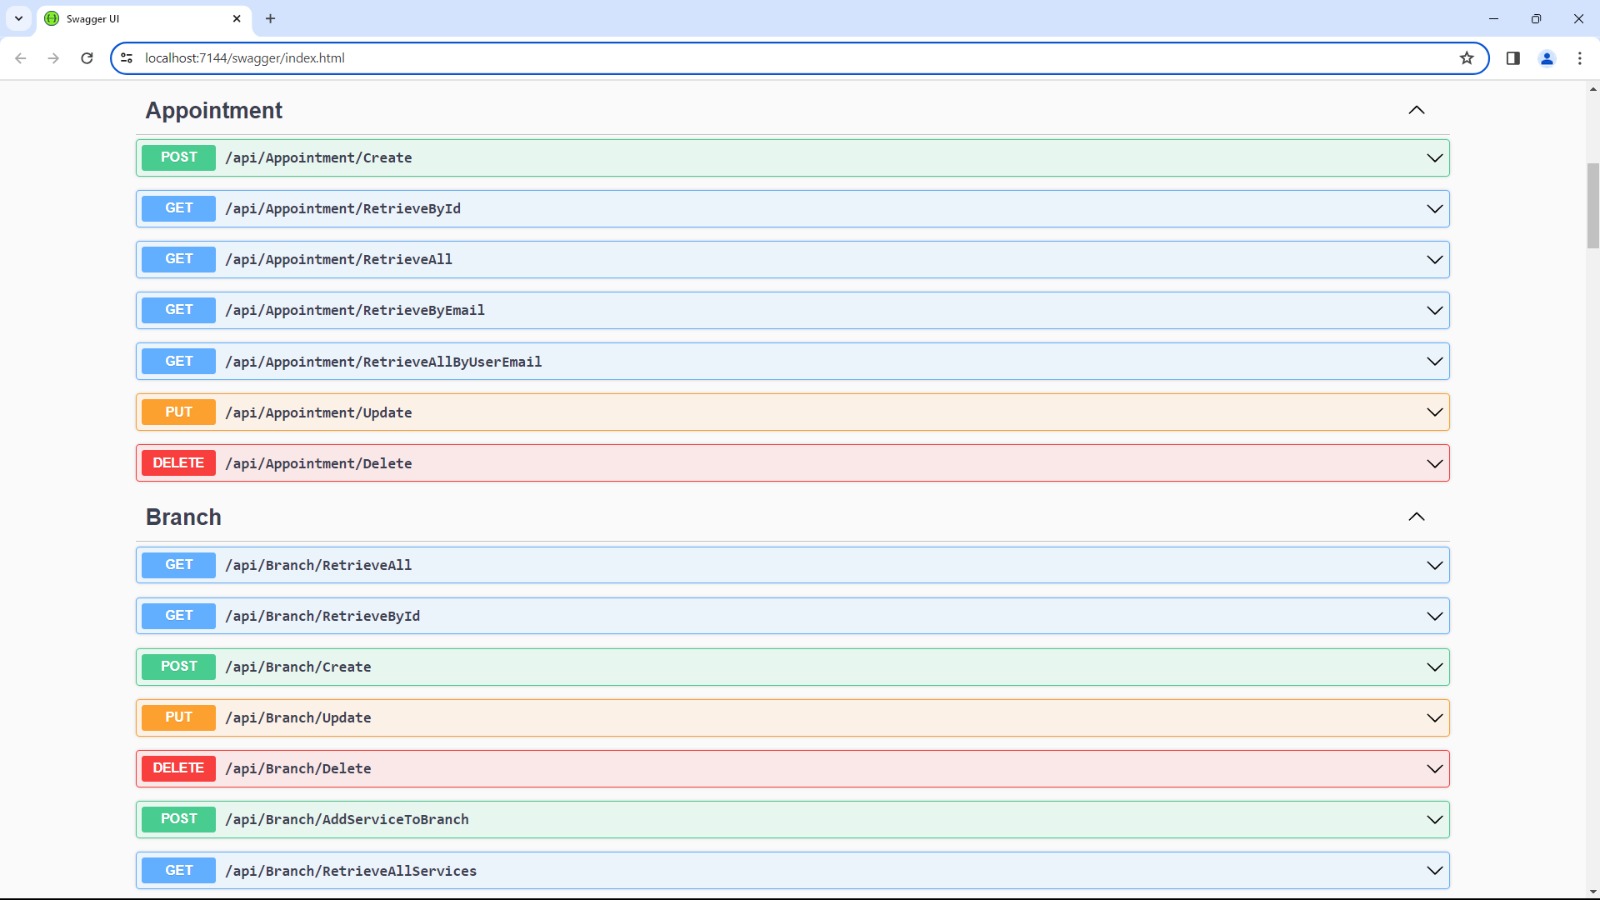 Swagger UI
localhost:7144/swagger/index.html
Appointment
POST /api/Appointment/Create
GET /api/Appointment/RetrieveById
GET /api/Appointment/RetrieveAll
GET /api/Appointment/RetrieveByEmail
GET /api/Appointment/RetrieveAllByUserEmail
PUT /api/Appointment/Update
DELETE /api/Appointment/Delete
Branch
GET /api/Branch/RetrieveAll
GET /api/Branch/RetrieveById
POST /api/Branch/Create
PUT /api/Branch/Update
DELETE /api/Branch/Delete
POST /api/Branch/AddServiceToBranch
GET /api/Branch/RetrieveAllServices